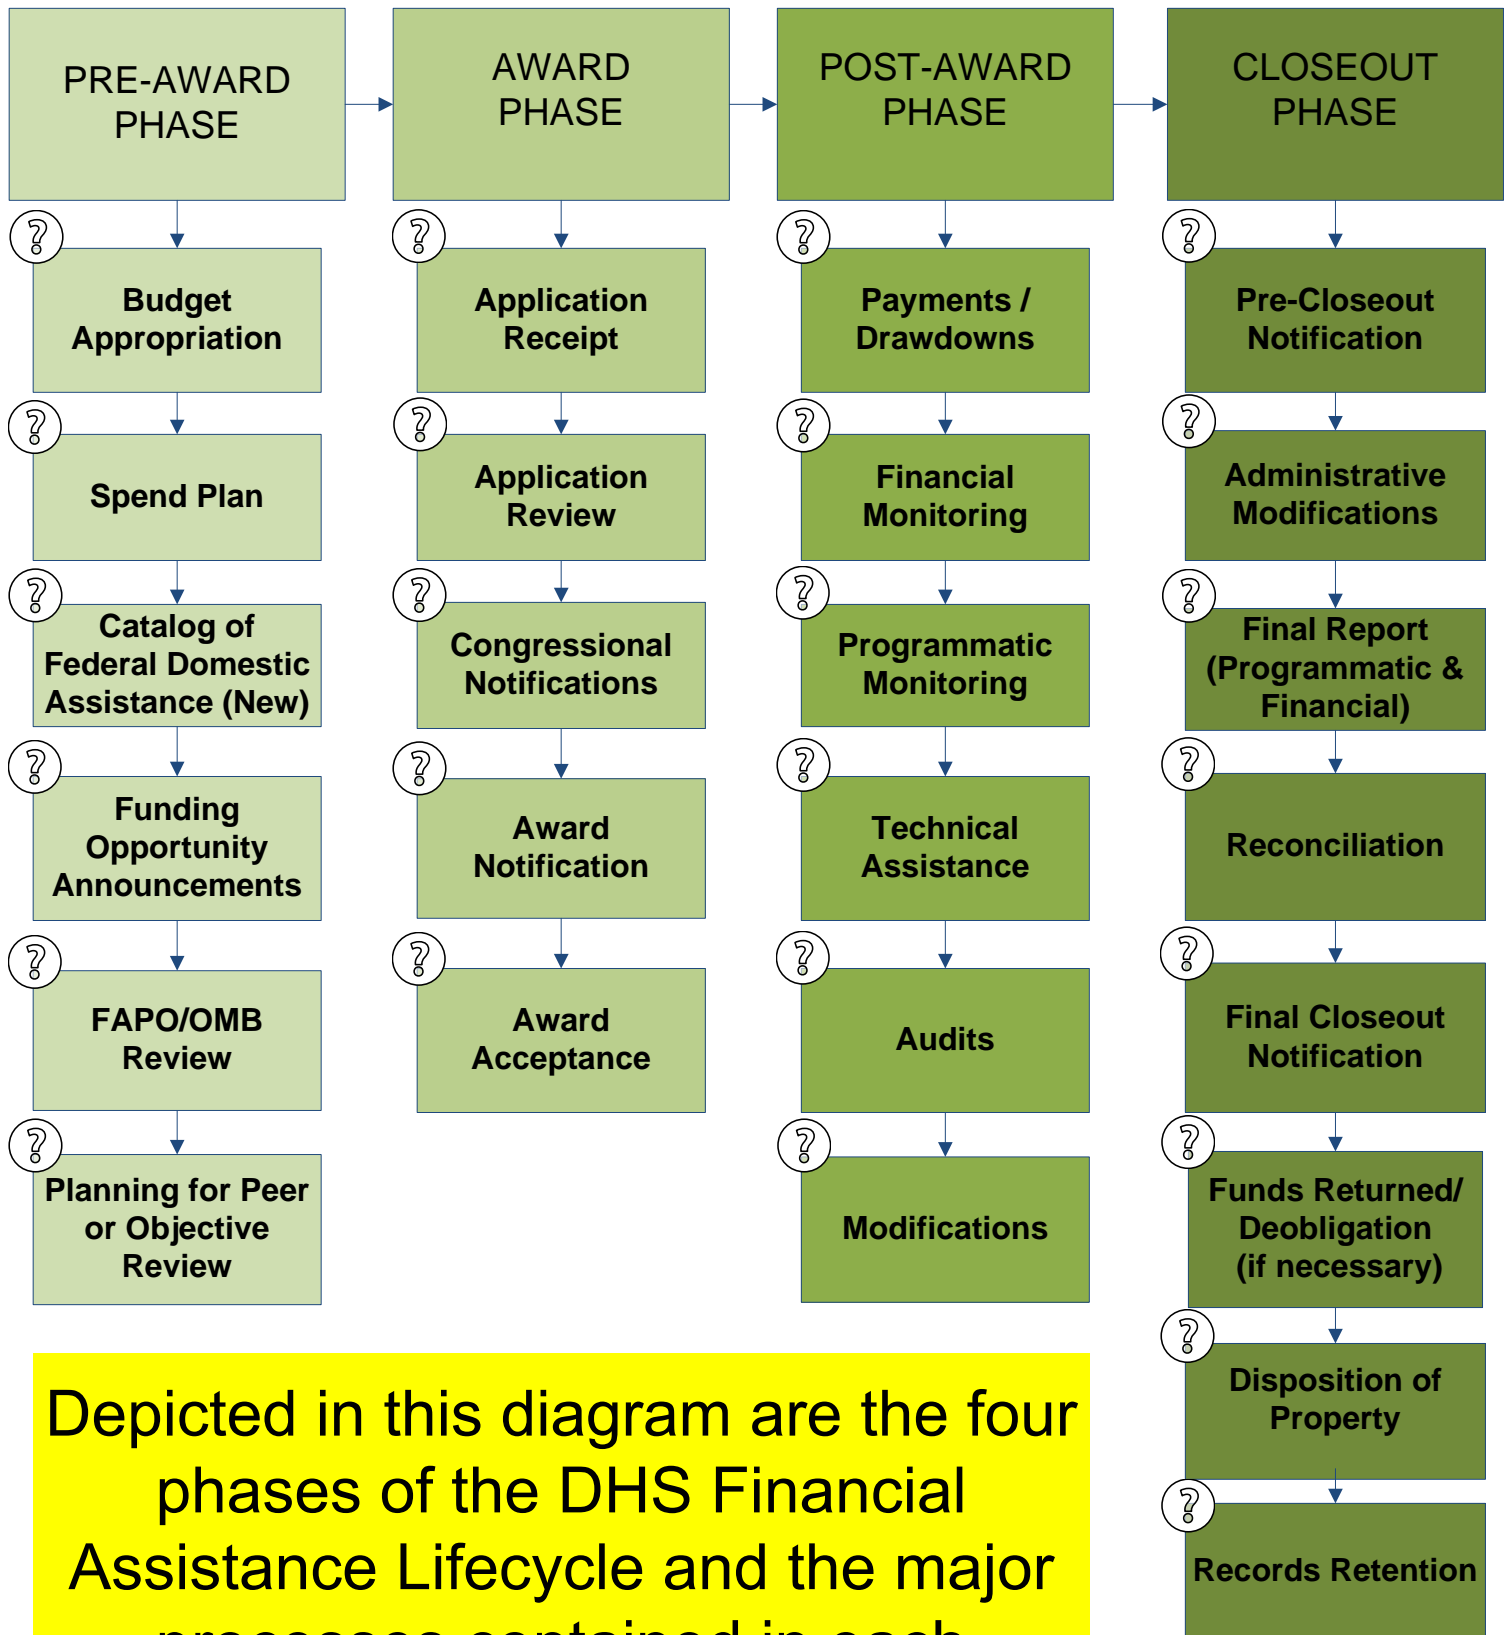 PRE-AWARD
PHASE
AWARD
PHASE
POST-AWARD
PHASE
CLOSEOUT
PHASE
?
Budget
Appropriation
?
Spend Plan
?
Catalog of
Federal Domestic
Assistance (New)
?
Funding
Opportunity
Announcements
?
FAPO/OMB
Review
?
Planning for Peer
or Objective
Review
?
Application
Receipt
?
Application
Review
?
Congressional
Notifications
?
Award
Notification
?
Award
Acceptance
?
Payments /
Drawdowns
?
Financial
Monitoring
?
Programmatic
Monitoring
?
Technical
Assistance
?
Audits
?
Modifications
?
Pre-Closeout
Notification
?
Administrative
Modifications
?
Final Report
(Programmatic &
Financial)
?
Reconciliation
?
Final Closeout
Notification
?
Funds Returned/
Deobligation
(if necessary)
?
Disposition of
Property
?
Records Retention
Depicted in this diagram are the four
phases of the DHS Financial
Assistance Lifecycle and the major
processes contained in each